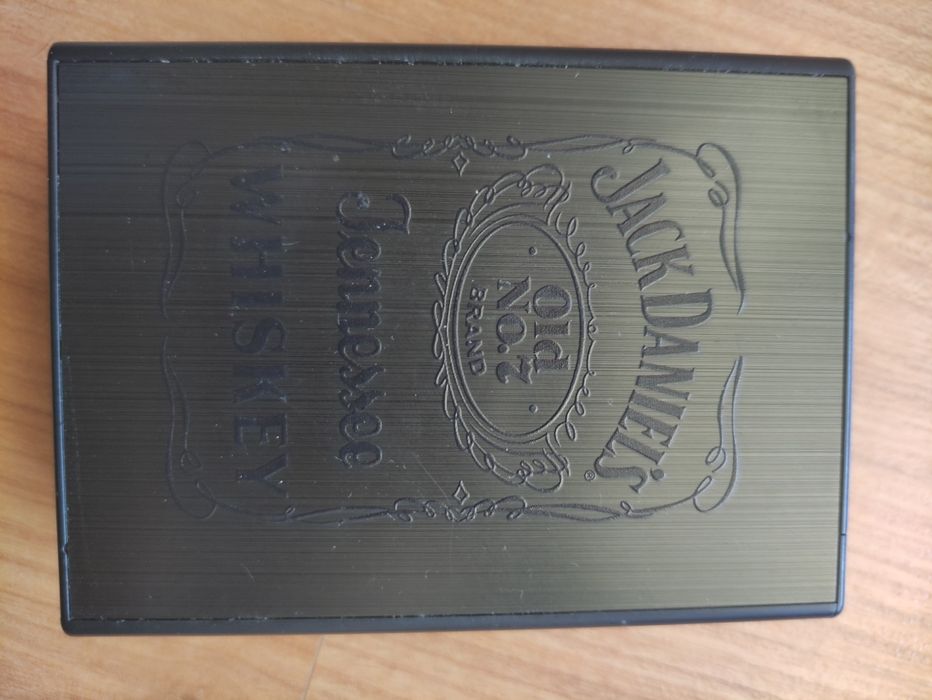 JACK DANIEL'S®
Old
NO. 7
BRAND
Tennessee
WHISKEY